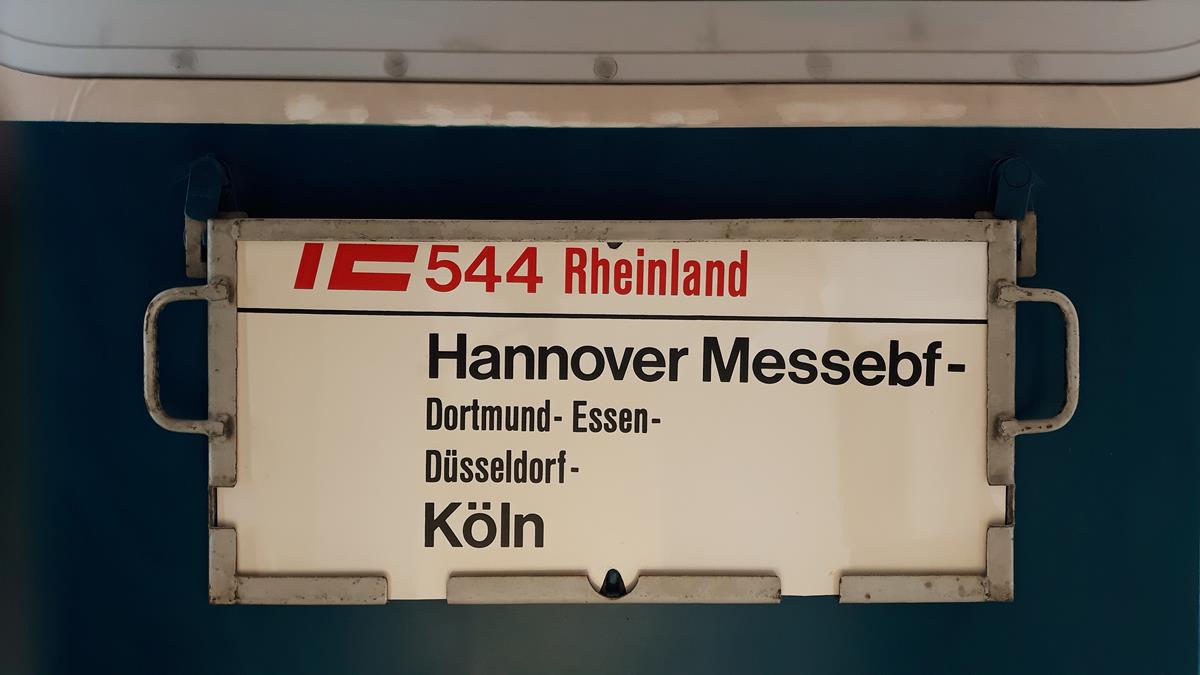 IC 544 Rheinland
Hannover Messebf-
Dortmund- Essen-
Düsseldorf-
Köln